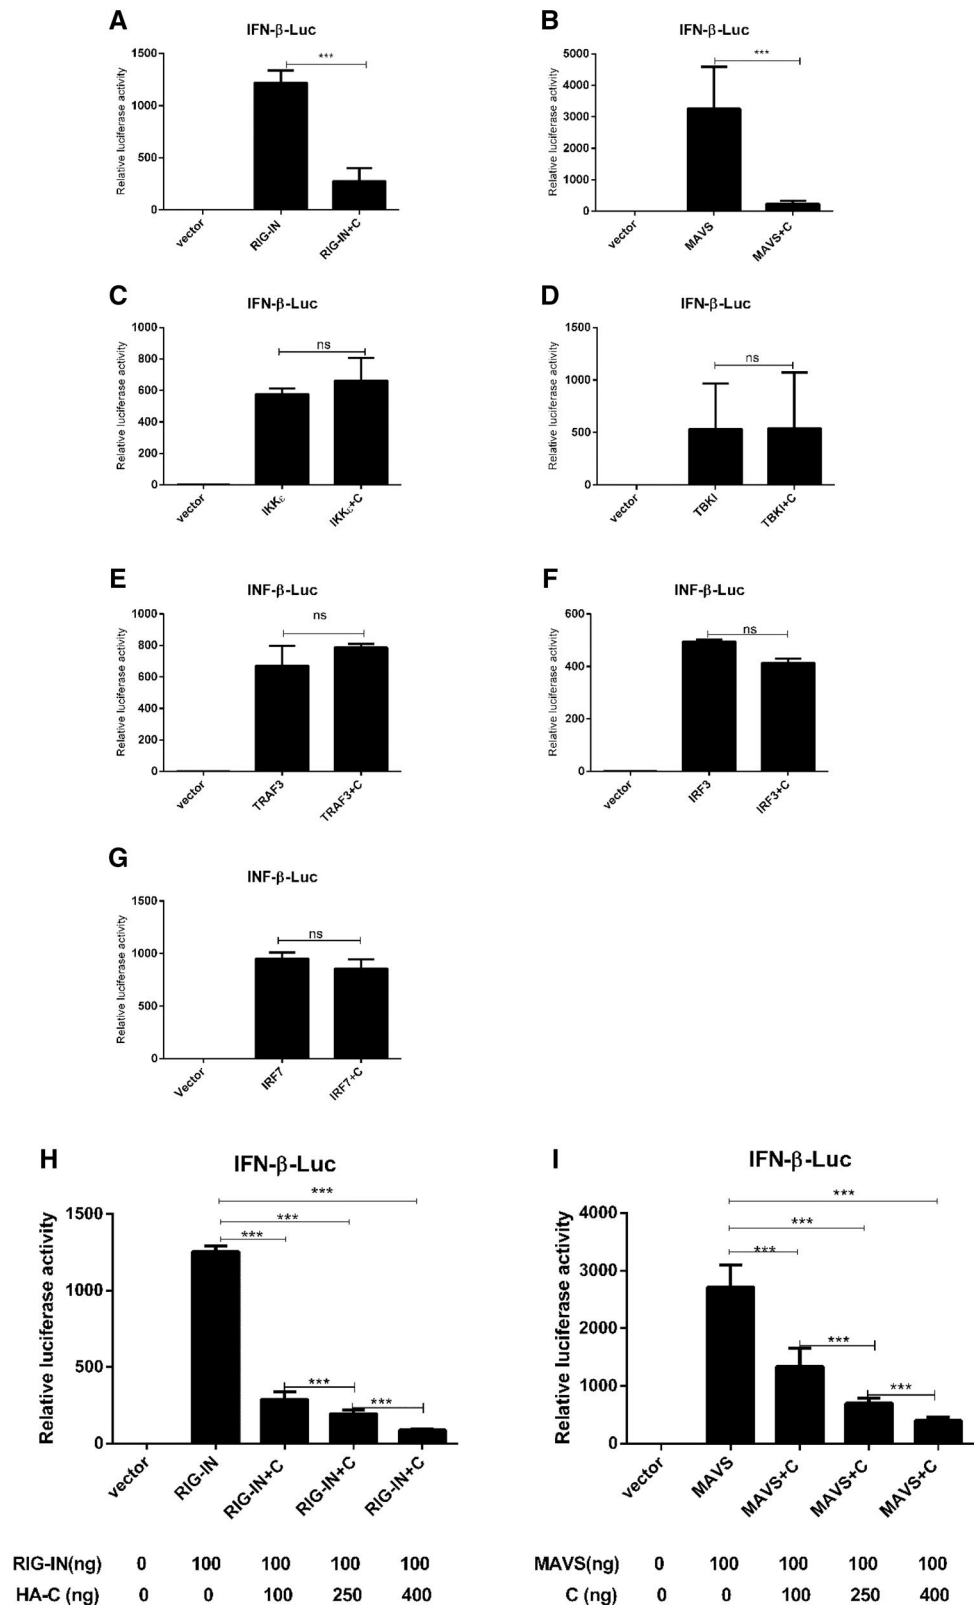 A
IFN-β-Luc
Relative luciferase activity
1500
1000
500
0
***
vector
RIG-IN
RIG-IN+C
B
IFN-β-Luc
Relative luciferase activity
5000
4000
3000
2000
1000
0
***
vector
MAVS
MAVS+C
C
IFN-β-Luc
Relative luciferase activity
1000
800
600
400
200
0
ns
vector
IKKε
IKKε+C
D
IFN-β-Luc
Relative luciferase activity
1500
1000
500
0
ns
vector
TBKI
TBKI+C
E
INF-β-Luc
Relative luciferase activity
1000
800
600
400
200
0
ns
vector
TRAF3
TRAF3+C
F
INF-β-Luc
Relative luciferase activity
600
400
200
0
ns
vector
IRF3
IRF3+C
G
INF-β-Luc
Relative luciferase activity
1500
1000
500
0
ns
Vector
IRF7
IRF7+C
H
IFN-β-Luc
Relative luciferase activity
1500
1000
500
0
***
***
***
***
***
vector
RIG-IN
RIG-IN+C
RIG-IN+C
RIG-IN+C
RIG-IN(ng) 0 100 100 100 100
HA-C (ng) 0 0 100 250 400
I
IFN-β-Luc
Relative luciferase activity
4000
3000
2000
1000
0
***
***
***
***
***
vector
MAVS
MAVS+C
MAVS+C
MAVS+C
MAVS(ng) 0 100 100 100 100
C (ng) 0 0 100 250 400